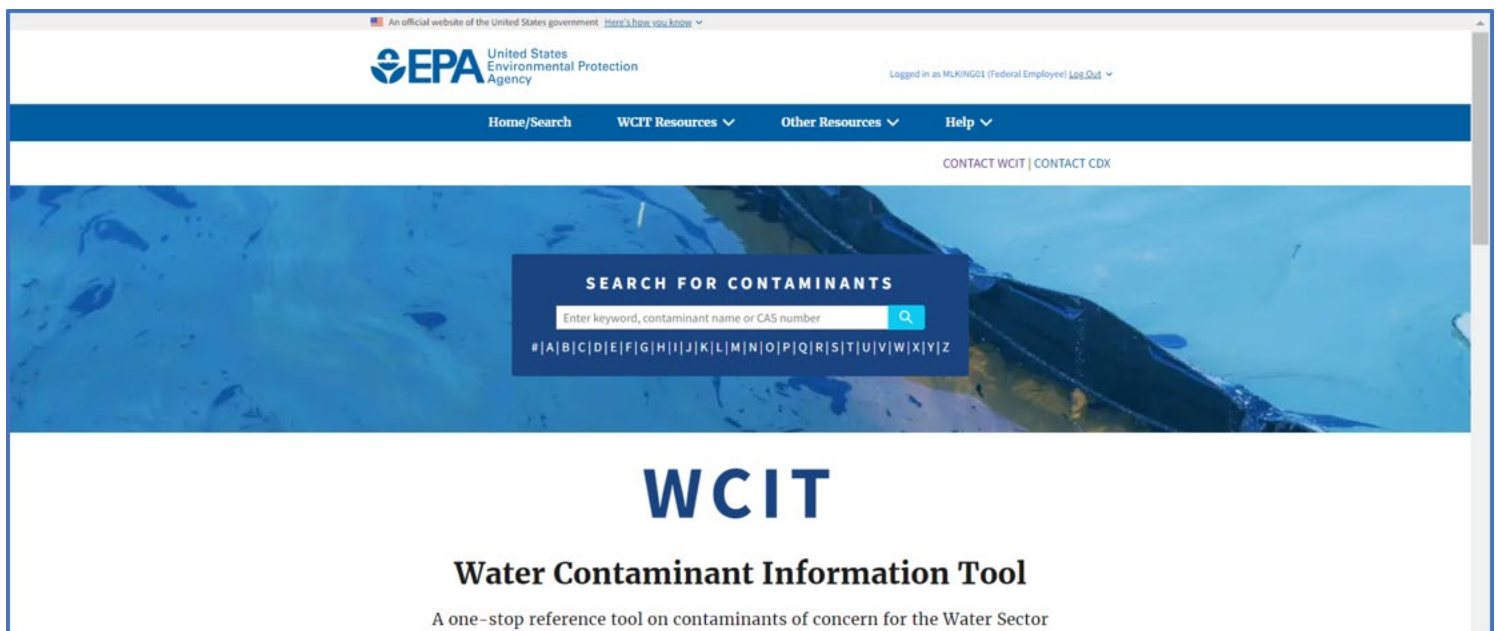 An official website of the United States government Here's how you know
EPA
United States
Environmental Protection
Agency
Logged in as MLKING01 (Federal Employee) Log Out
Home/Search WCIT Resources Other Resources Help
CONTACT WCIT | CONTACT CDX
SEARCH FOR CONTAMINANTS
Enter keyword, contaminant name or CAS number
#|A|B|C|D|E|F|G|H|I|J|K|L|M|N|O|P|Q|R|S|T|U|V|W|X|Y|Z
WCIT
Water Contaminant Information Tool
A one-stop reference tool on contaminants of concern for the Water Sector